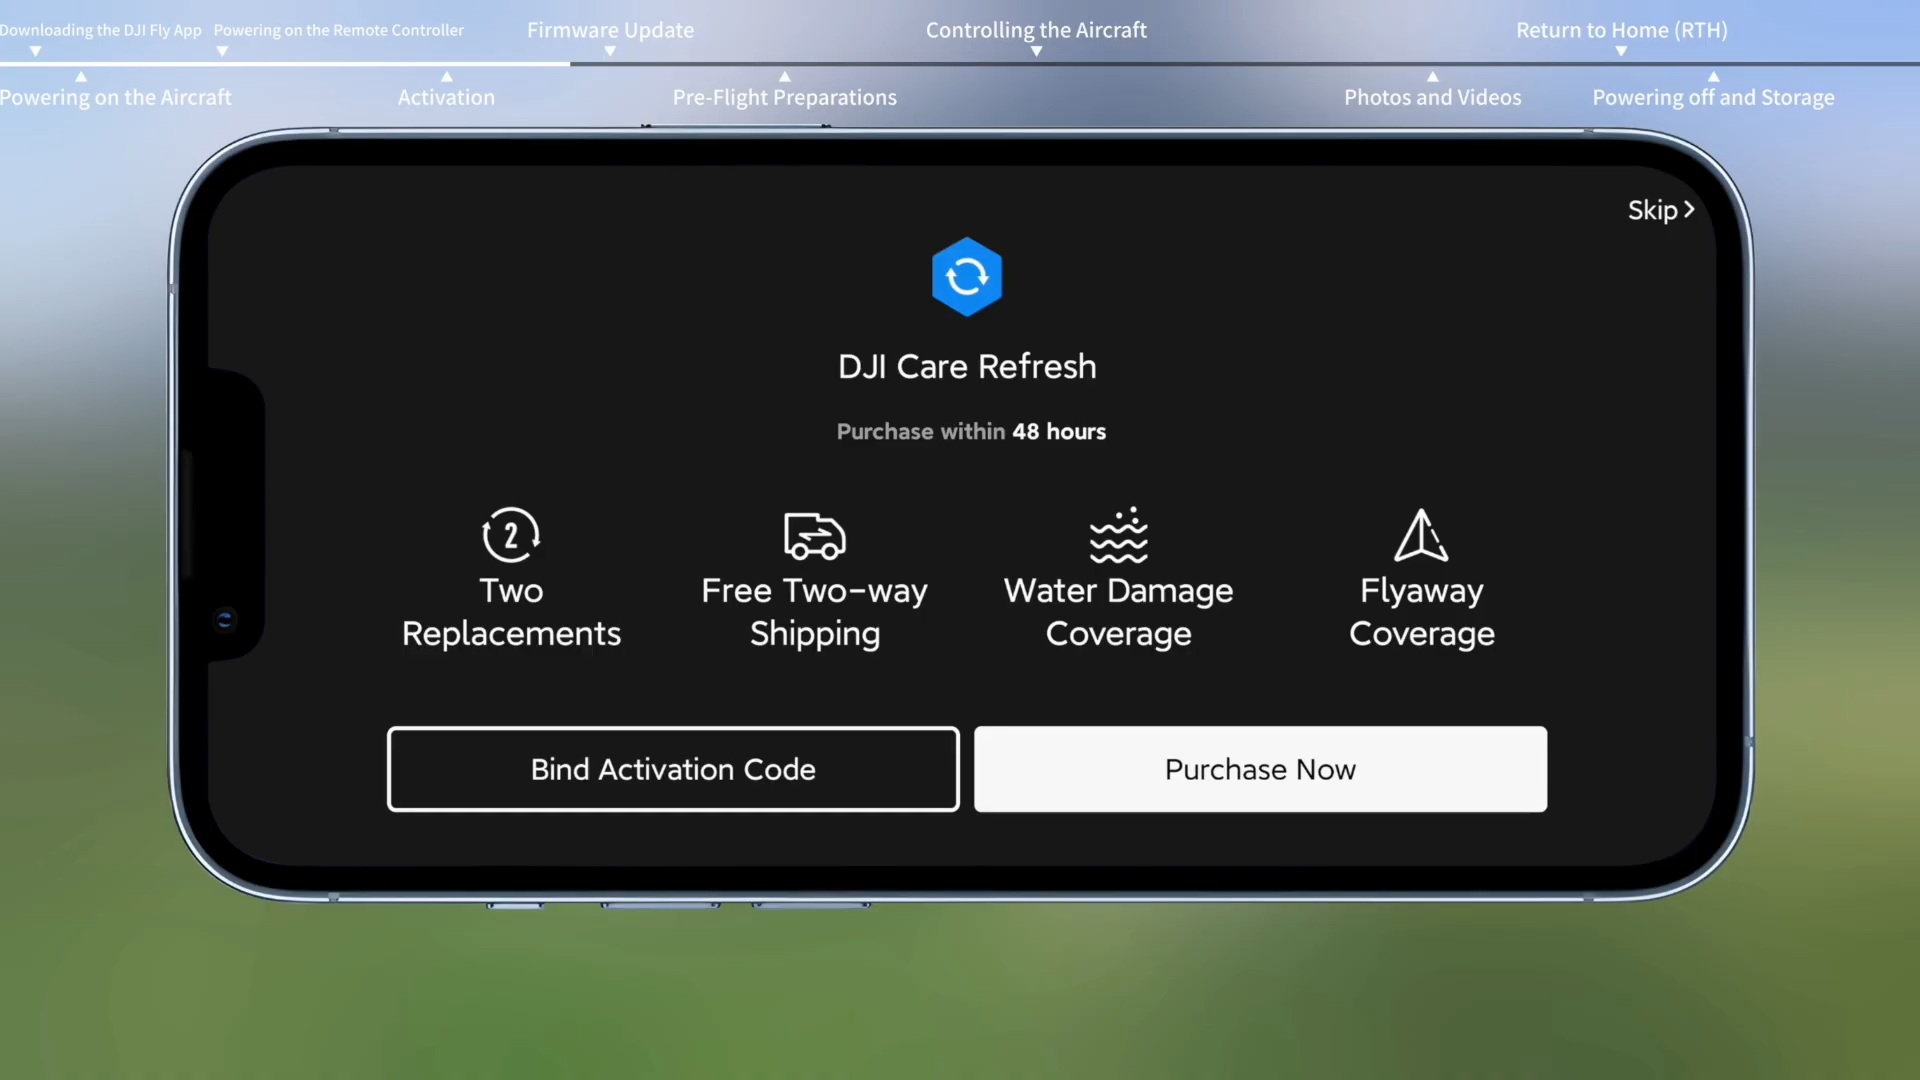 Downloading the DJI Fly App
Powering on the Remote Controller
Firmware Update
Controlling the Aircraft
Return to Home (RTH)
Powering on the Aircraft
Activation
Pre-Flight Preparations
Photos and Videos
Powering off and Storage
Skip
DJI Care Refresh
Purchase within 48 hours
2
Two
Replacements
Free Two-way
Shipping
Water Damage
Coverage
Flyaway
Coverage
Bind Activation Code
Purchase Now